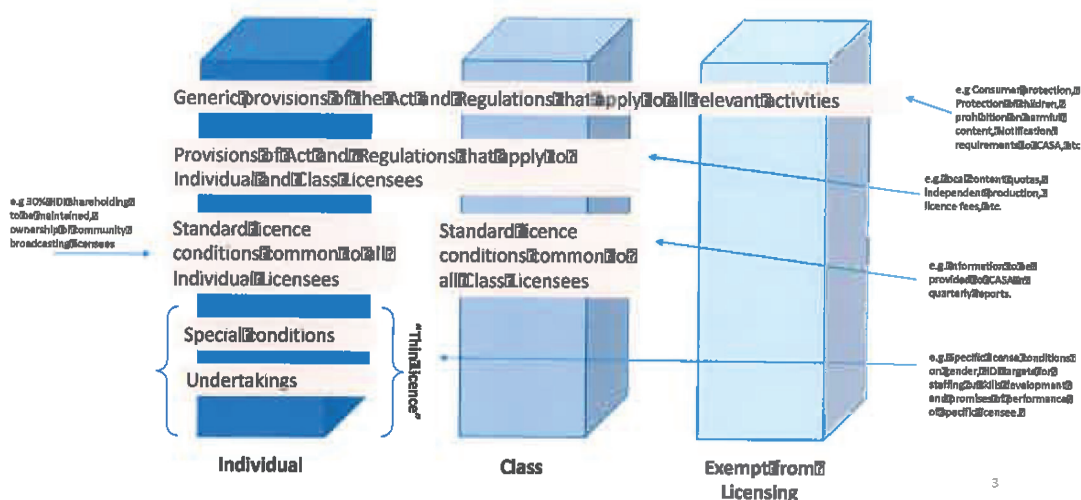 Generic provisions of the Act and Regulations that apply to all relevant activities
e.g Consumer protection,
Protection of children,
prohibition on harmful
content, Notification
requirements to CASA, etc
Provisions of Act and Regulations that apply to
Individual and Class Licensees
e.g. local content quotas,
independent production,
licence fees, etc.
e.g 30% HDI shareholding
to be maintained,
ownership of community
broadcasting licensees
Standard licence
conditions common to all
Individual Licensees
Standard licence
conditions common to
all Class Licensees
e.g. Information to be
provided to CASA in
quarterly reports.
Special conditions
Undertakings
"Thin licence"
e.g. Specific license conditions
on gender, HDI targets for
staffing or skills development
and promises of performance
of specific licensee.
Individual
Class
Exempt from
Licensing
3